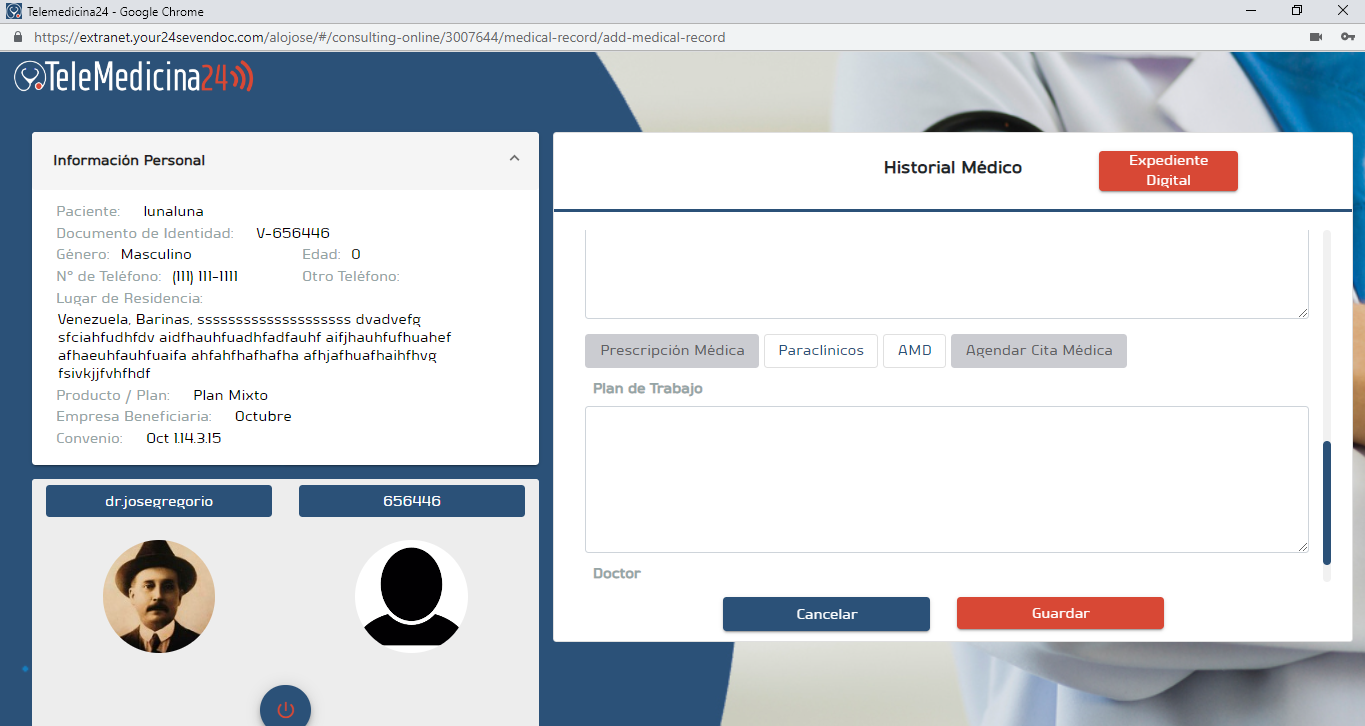 Telemedicina24 - Google Chrome
https://extranet.your24sevendoc.com/alojose/#/consulting-online/3007644/medical-record/add-medical-record
TeleMedicina24
Información Personal
Paciente: lunaluna
Documento de Identidad: V-656446
Género: Masculino Edad: 0
N° de Teléfono: (111) 111-1111 Otro Teléfono:
Lugar de Residencia:
Venezuela, Barinas, ssssssssssssssssssss dvadvefg
sfciahfudhfdv aidfhauhfuadhfadfauhf aifjhauhfufhuahef
afhaeuhfauhfuaifa ahfahfhafhafha afhjafhuafhaihfhvg
fsivkjjfvhfhdf
Producto / Plan: Plan Mixto
Empresa Beneficiaria: Octubre
Convenio: Oct 1.14.3.15
dr.josegregorio
656446
Historial Médico
Expediente
Digital
Prescripción Médica Paraclínicos AMD Agendar Cita Médica
Plan de Trabajo
Doctor
Cancelar Guardar